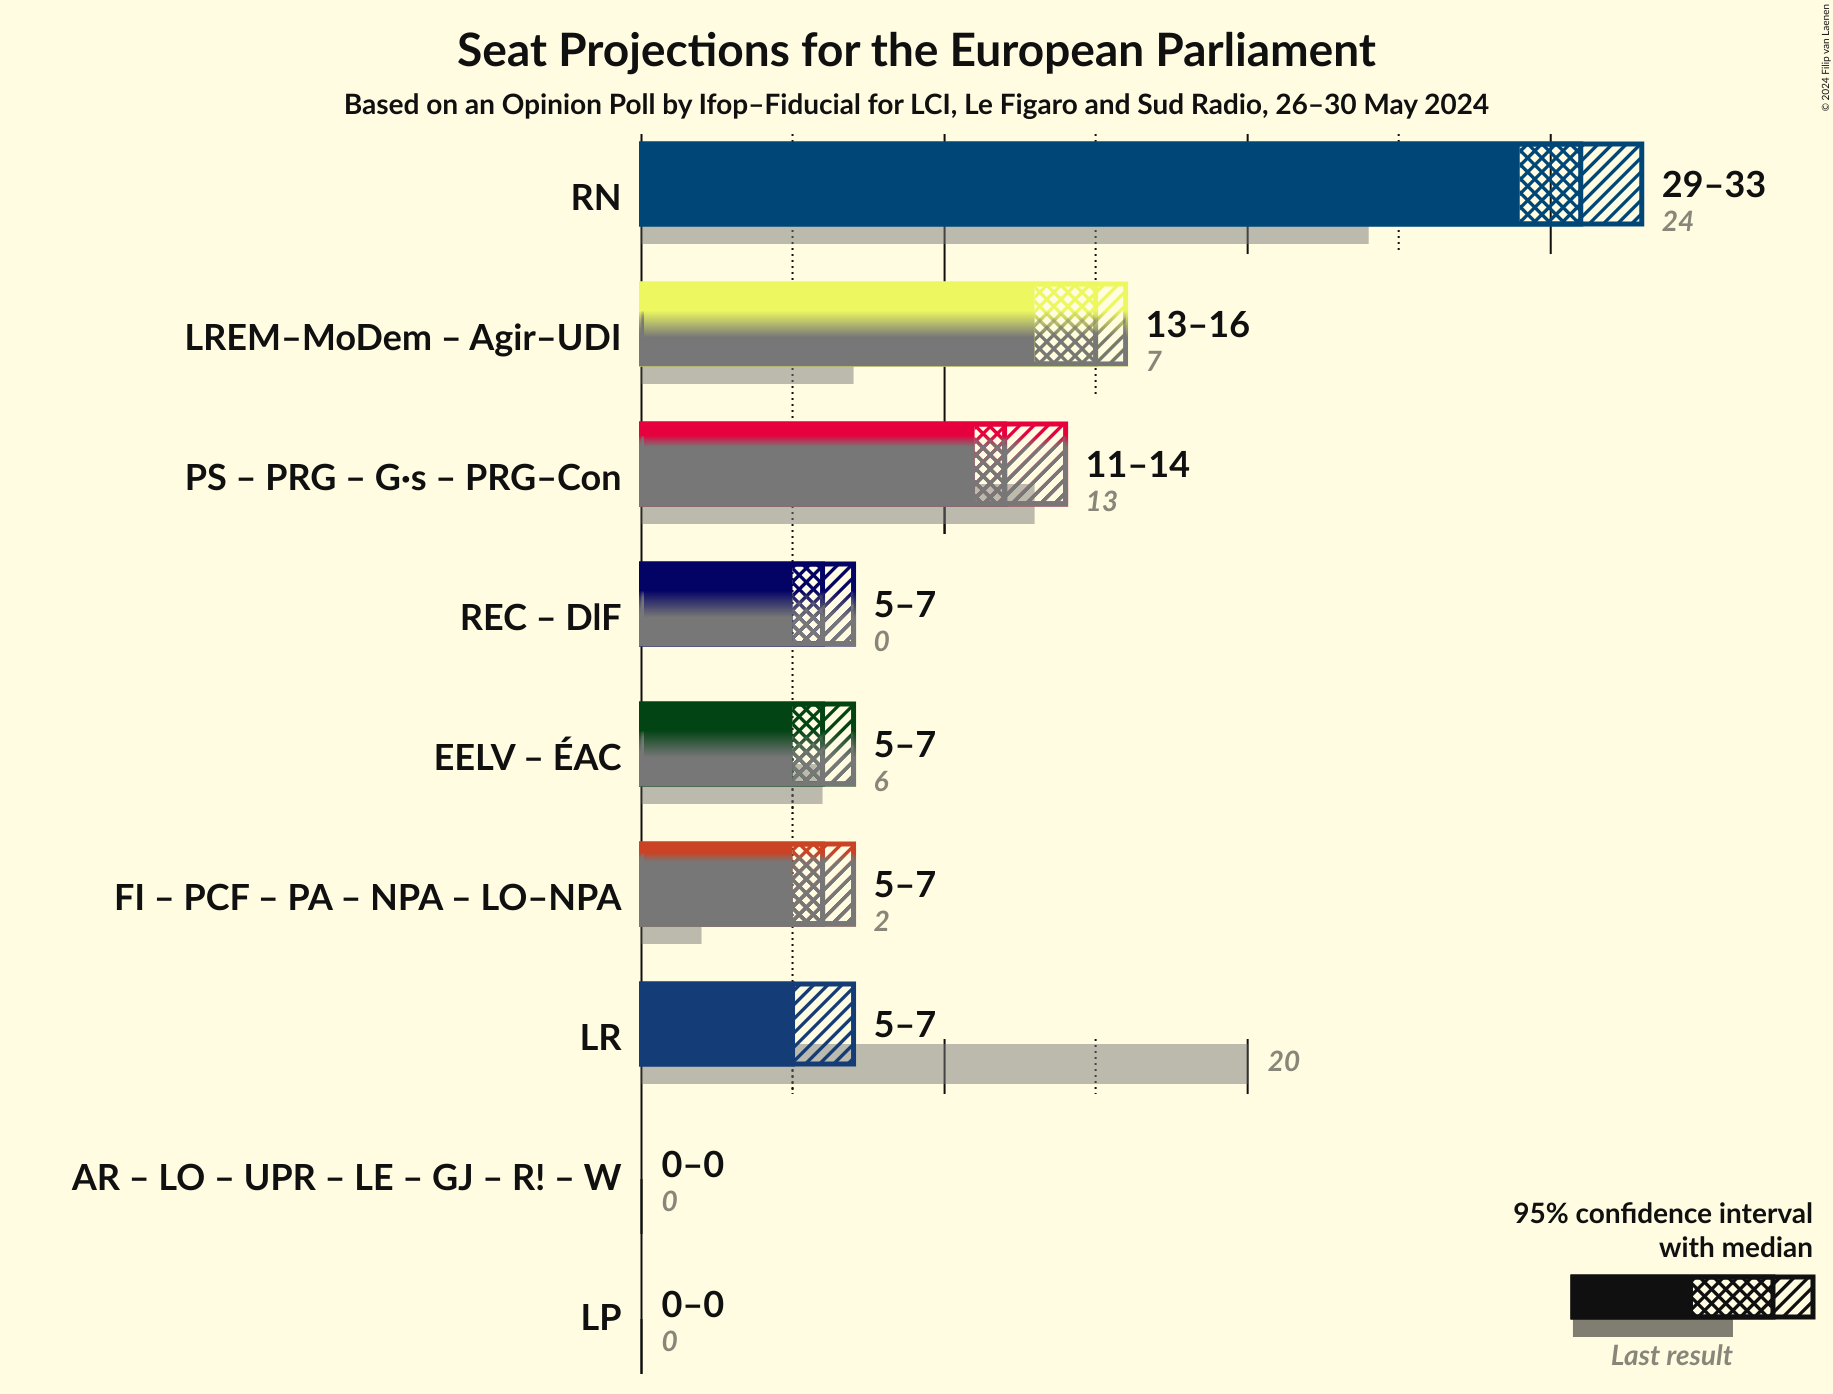 Seat Projections for the European Parliament
Based on an Opinion Poll by Ifop–Fiducial for LCI, Le Figaro and Sud Radio, 26–30 May 2024
© 2024 Filip van Laenen
RN
29–33
24
LREM–MoDem – Agir–UDI
13–16
7
PS – PRG – G·s – PRG–Con
11–14
13
REC – DlF
5–7
0
EELV – ÉAC
5–7
6
FI – PCF – PA – NPA – LO–NPA
5–7
2
LR
5–7
20
AR – LO – UPR – LE – GJ – R! – W
0–0
0
LP
0–0
0
95% confidence interval
with median
Last result